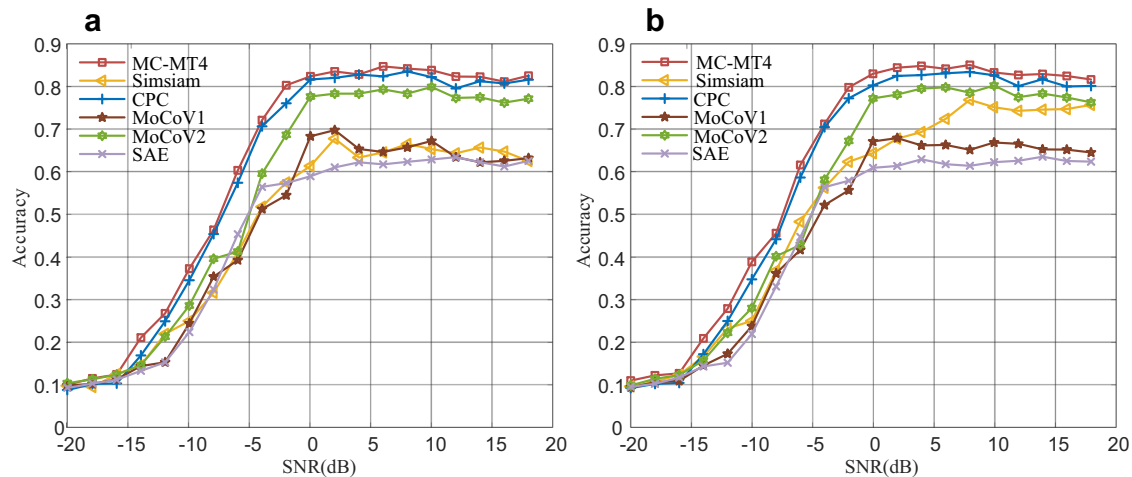 a
0.9
0.8
0.7
0.6
0.5
0.4
0.3
0.2
0.1
0
Accuracy
MC-MT4
Simsiam
CPC
MoCoV1
MoCoV2
SAE
-20 -15 -10 -5 0 5 10 15 20
SNR(dB)
b
0.9
0.8
0.7
0.6
0.5
0.4
0.3
0.2
0.1
0
Accuracy
MC-MT4
Simsiam
CPC
MoCoV1
MoCoV2
SAE
-20 -15 -10 -5 0 5 10 15 20
SNR(dB)